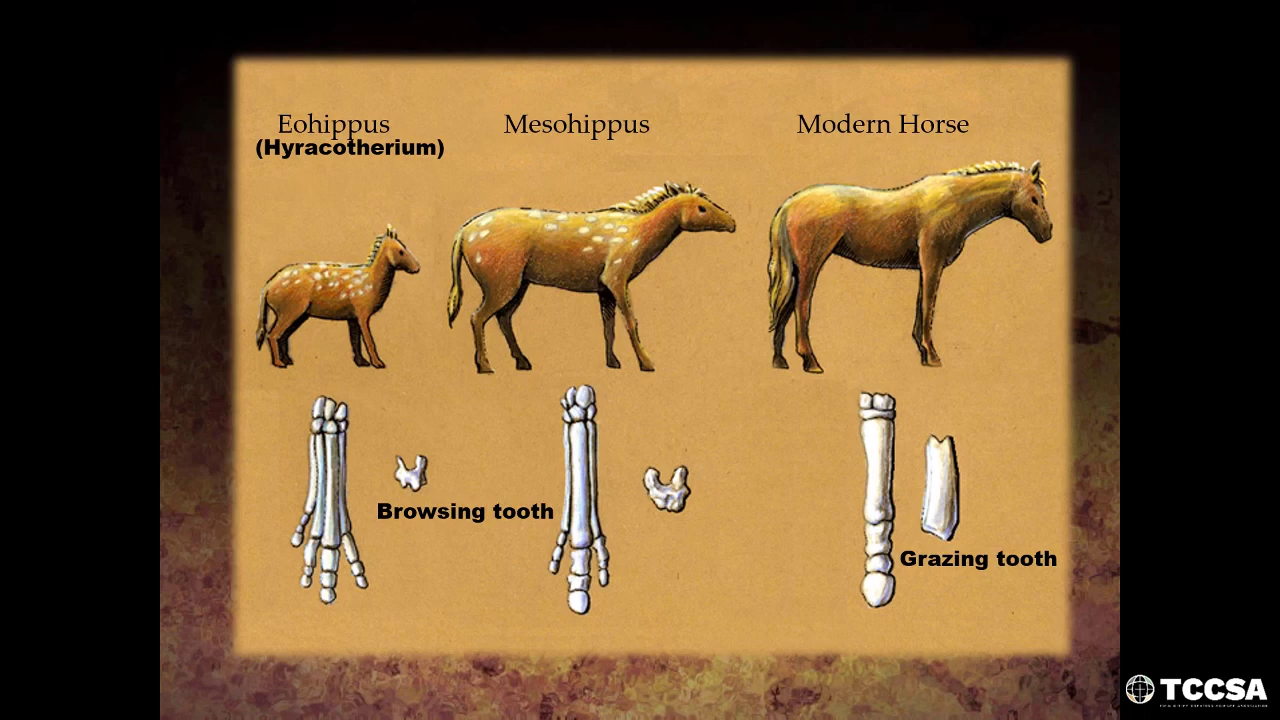 Eohippus
(Hyracotherium)
Mesohippus
Modern Horse
Browsing tooth
Grazing tooth
TCCSA